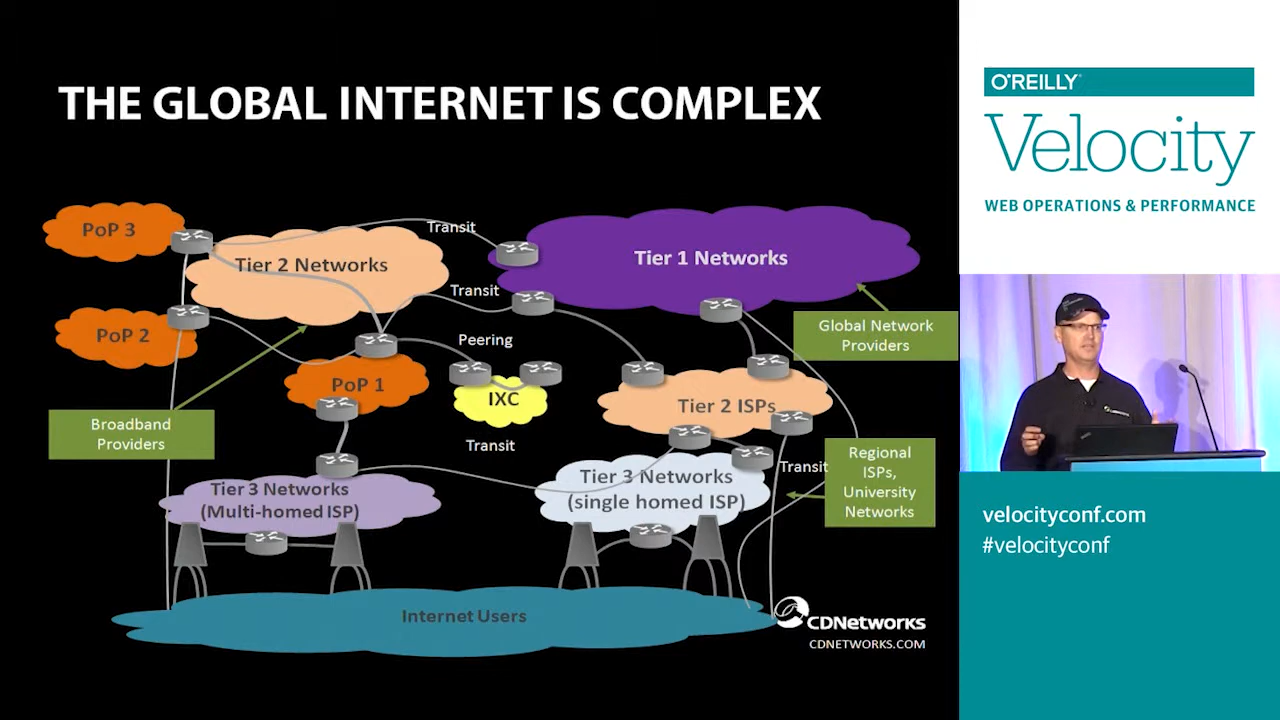 THE GLOBAL INTERNET IS COMPLEX
PoP 3
Transit
Tier 2 Networks
Tier 1 Networks
Transit
PoP 2
Global Network
Providers
Peering
PoP 1
IXC
Tier 2 ISPs
Broadband
Providers
Transit
Transit
Regional
ISPs,
University
Networks
Tier 3 Networks
(Multi-homed ISP)
Tier 3 Networks
(single homed ISP)
Internet Users
CDNetworks
CDNETWORKS.COM
O'REILLY®
Velocity
WEB OPERATIONS & PERFORMANCE
velocityconf.com
#velocityconf